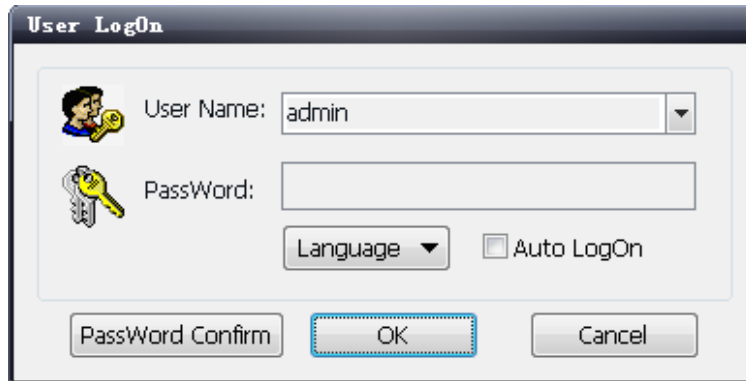 User LogOn
User Name: admin
PassWord:
Language Auto LogOn
PassWord Confirm OK Cancel